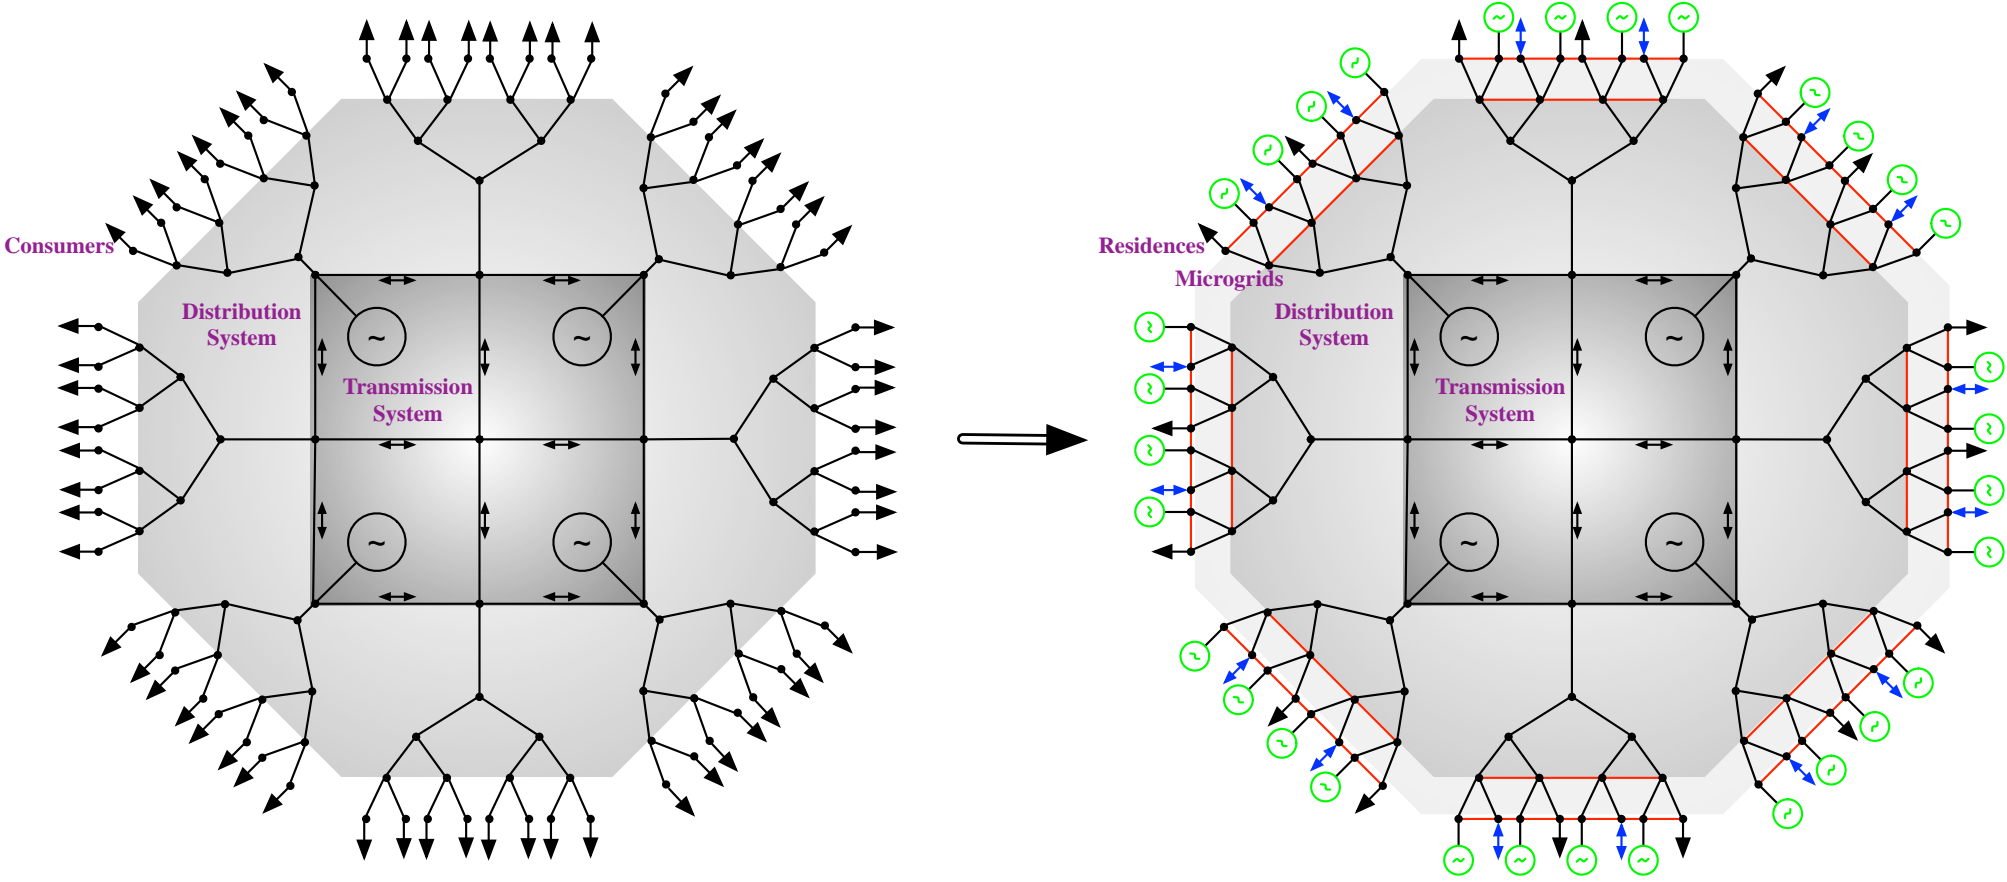 Consumers
Distribution
System
Transmission
System
~
~
~
~
Residences
Microgrids
Distribution
System
Transmission
System
~
~
~
~